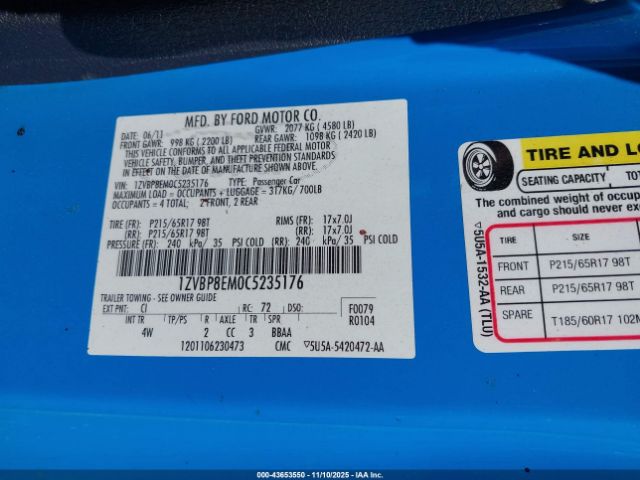 MFD. BY FORD MOTOR CO.
DATE: 06/11 GVWR: 2077 KG ( 4580 LB)
FRONT GAWR: 998 KG ( 2200 LB) REAR GAWR: 1098 KG ( 2420 LB)
THIS VEHICLE CONFORMS TO ALL APPLICABLE FEDERAL MOTOR
VEHICLE SAFETY, BUMPER, AND THEFT PREVENTION STANDARDS
IN EFFECT ON THE DATE OF MANUFACTURE SHOWN ABOVE.
VIN: 1ZVBP8EM0C5235176 TYPE: Passenger Car
MAXIMUM LOAD = OCCUPANTS + LUGGAGE = 317KG/700LB
OCCUPANTS = 4 TOTAL: 2 FRONT, 2 REAR
TIRE (FR): P215/65R17 98T RIMS (FR): 17x7.0J
(RR): P215/65R17 98T (RR): 17x7.0J
PRESSURE (FR): 240 kPa/ 35 PSI COLD (RR): 240 kPa/ 35 PSI COLD
1ZVBP8EM0C5235176
TRAILER TOWING - SEE OWNER GUIDE
EXT PNT: CI RC: 72 DSO: F0079
R0104
INT TR TP/PS R AXLE TR SPR
4W 2 CC 3 BBAA
1201106230473 CMC ▽5U5A-5420472-AA
TIRE AND LO
SEATING CAPACITY TOT
The combined weight of occupan
and cargo should never exce
▽5U5A-1532-AA (TLU)
TIRE SIZE
FRONT P215/65R17 98T
REAR P215/65R17 98T
SPARE T185/60R17 102M
000-43653550 - 11/10/2025 - IAAI.com